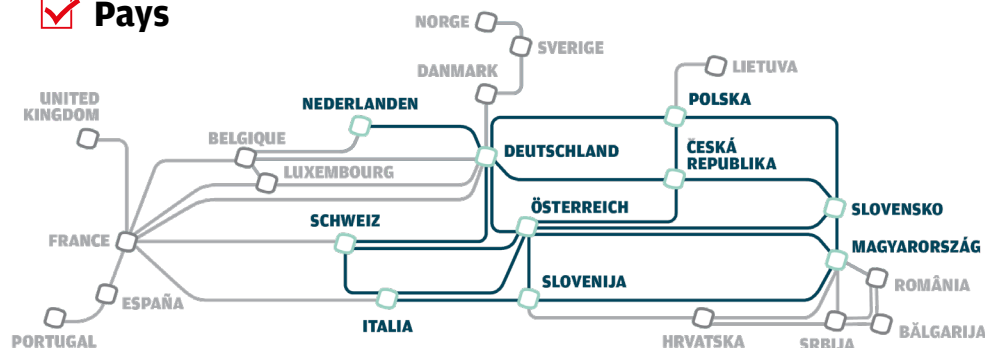 Pays
NORGE
SVERIGE
DANMARK
LIETUVA
UNITED
KINGDOM
NEDERLANDEN
POLSKA
BELGIQUE
DEUTSCHLAND
ČESKÁ
REPUBLIKA
LUXEMBOURG
SCHWEIZ
ÖSTERREICH
SLOVENSKO
FRANCE
MAGYARORSZÁG
ESPAÑA
SLOVENIJA
ROMÂNIA
PORTUGAL
ITALIA
HRVATSKA
SRBIJA
BĂLGARIJA